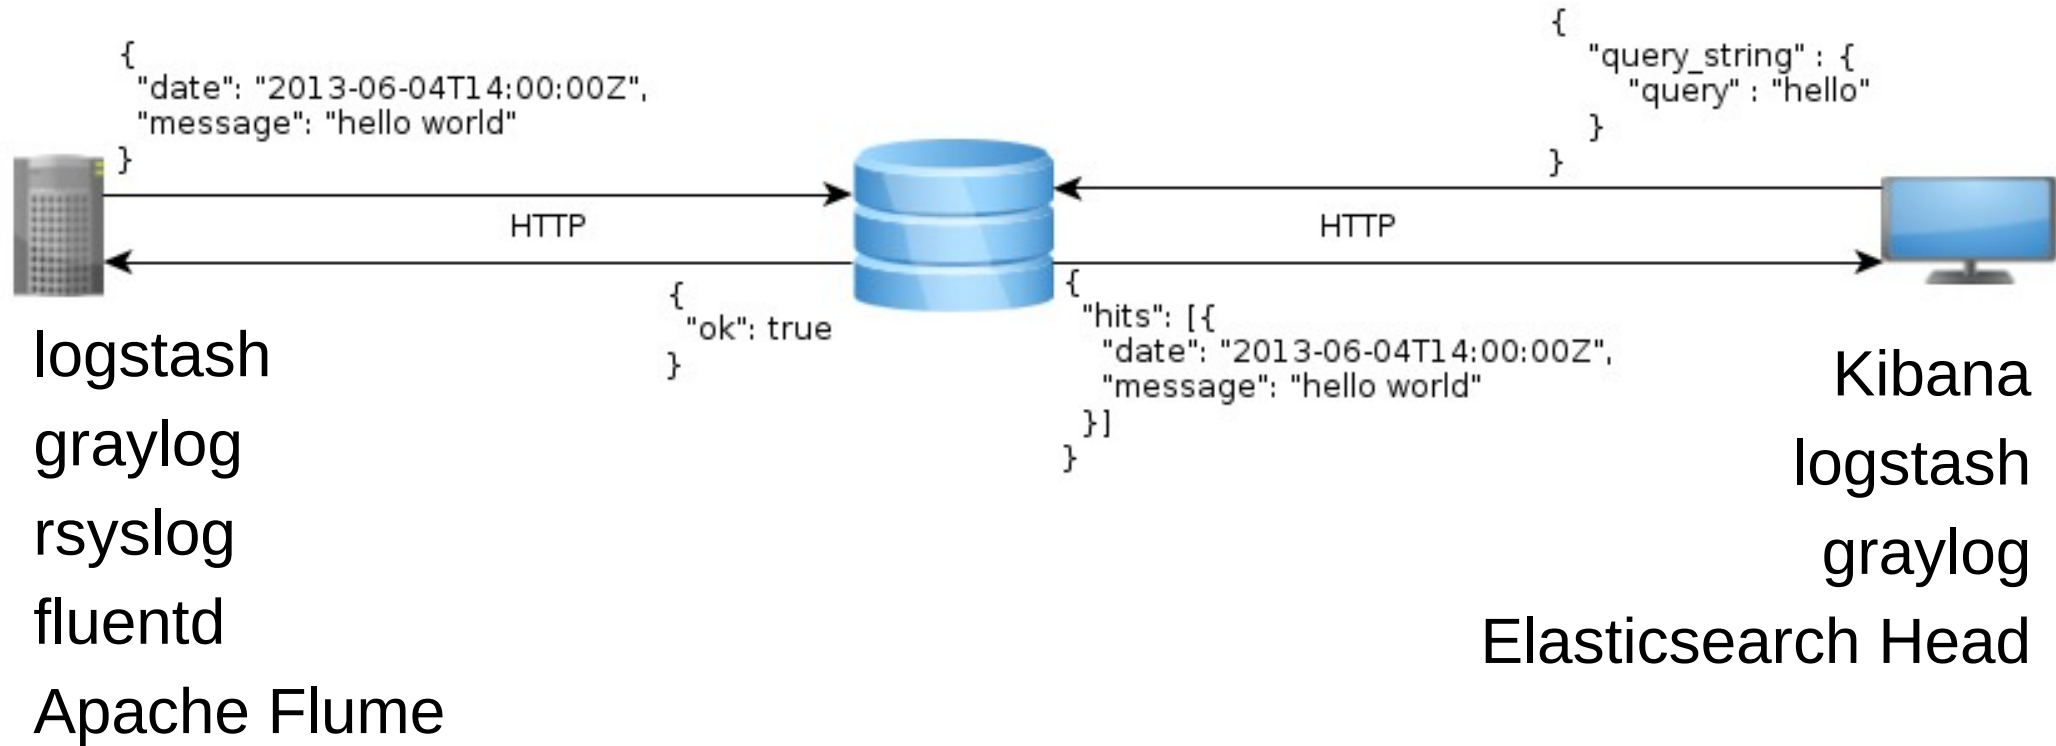 {
"date": "2013-06-04T14:00:00Z",
"message": "hello world"
}
HTTP
{
"ok": true
}
{
"query_string" : {
"query" : "hello"
}
}
HTTP
{
"hits": [{
"date": "2013-06-04T14:00:00Z",
"message": "hello world"
}]
}
logstash
graylog
rsyslog
fluentd
Apache Flume
Kibana
logstash
graylog
Elasticsearch Head